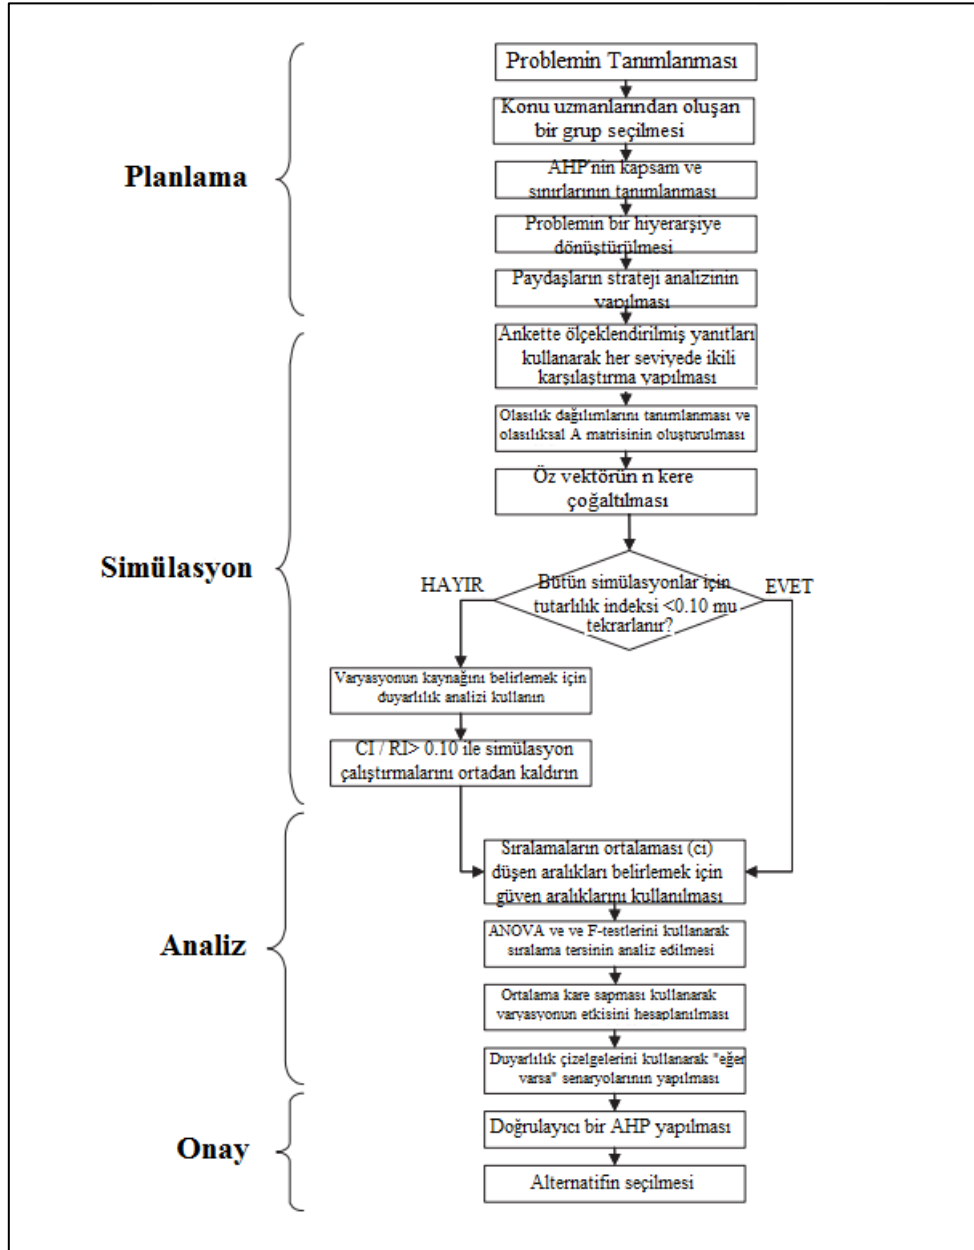 Problemin Tanımlanması
Konu uzmanlarından oluşan
bir grup seçilmesi
Planlama
AHP'nin kapsam ve
sınırlarının tanımlanması
Problemin bir hiyerarşiye
dönüştürülmesi
Paydaşların strateji analizinin
yapılması
Ankette ölçeklendirilmiş yanıtları
kullanarak her seviyede ikili
karşılaştırma yapılması
Olasılık dağılımlarını tanımlanması ve
olasılıksal A matrisinin oluşturulması
Öz vektörün n kere
çoğaltılması
Simülasyon
HAYIR
Bütün simülasyonlar için
tutarlılık indeksi <0.10 mu
tekrarlanır?
EVET
Varyasyonun kaynağını belirlemek için
duyarlılık analizi kullanın
CI / RI> 0.10 ile simülasyon
çalıştırmalarını ortadan kaldırın
Sıralamaların ortalaması (ci)
düşen aralıkları belirlemek için
güven aralıklarını kullanılması
Analiz
ANOVA ve ve F-testlerini kullanarak
sıralama tersinin analiz edilmesi
Ortalama kare sapması kullanarak
varyasyonun etkisini hesaplanılması
Duyarlılık çizelgelerini kullanarak "eğer
varsa" senaryolarının yapılması
Onay
Doğrulayıcı bir AHP yapılması
Alternatifin seçilmesi